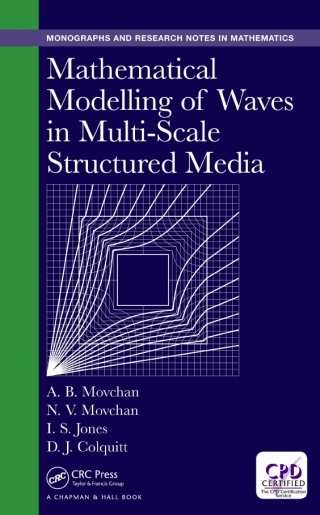 MONOGRAPHS AND RESEARCH NOTES IN MATHEMATICS
Mathematical
Modelling of Waves
in Multi-Scale
Structured Media
A. B. Movchan
N. V. Movchan
I. S. Jones
D. J. Colquitt
CRC CRC Press
Taylor & Francis Group
A CHAPMAN & HALL BOOK
CPD
CERTIFIED
The CPD Certification
Service